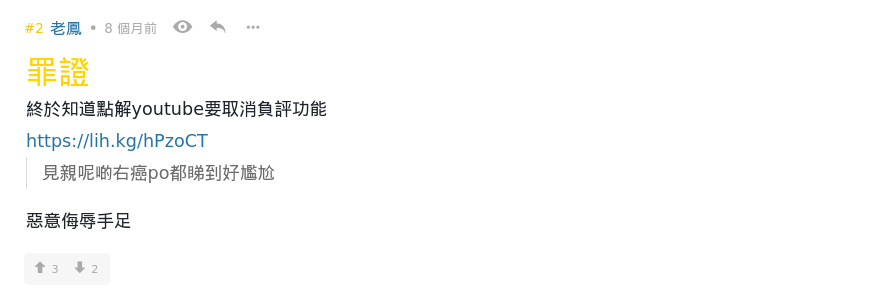 #2 老鳳 • 8 個月前
罪證
終於知道點解youtube要取消負評功能
https://lih.kg/hPzoCT
見親呢啲右癌po都睇到好尷尬
惡意侮辱手足
3 2